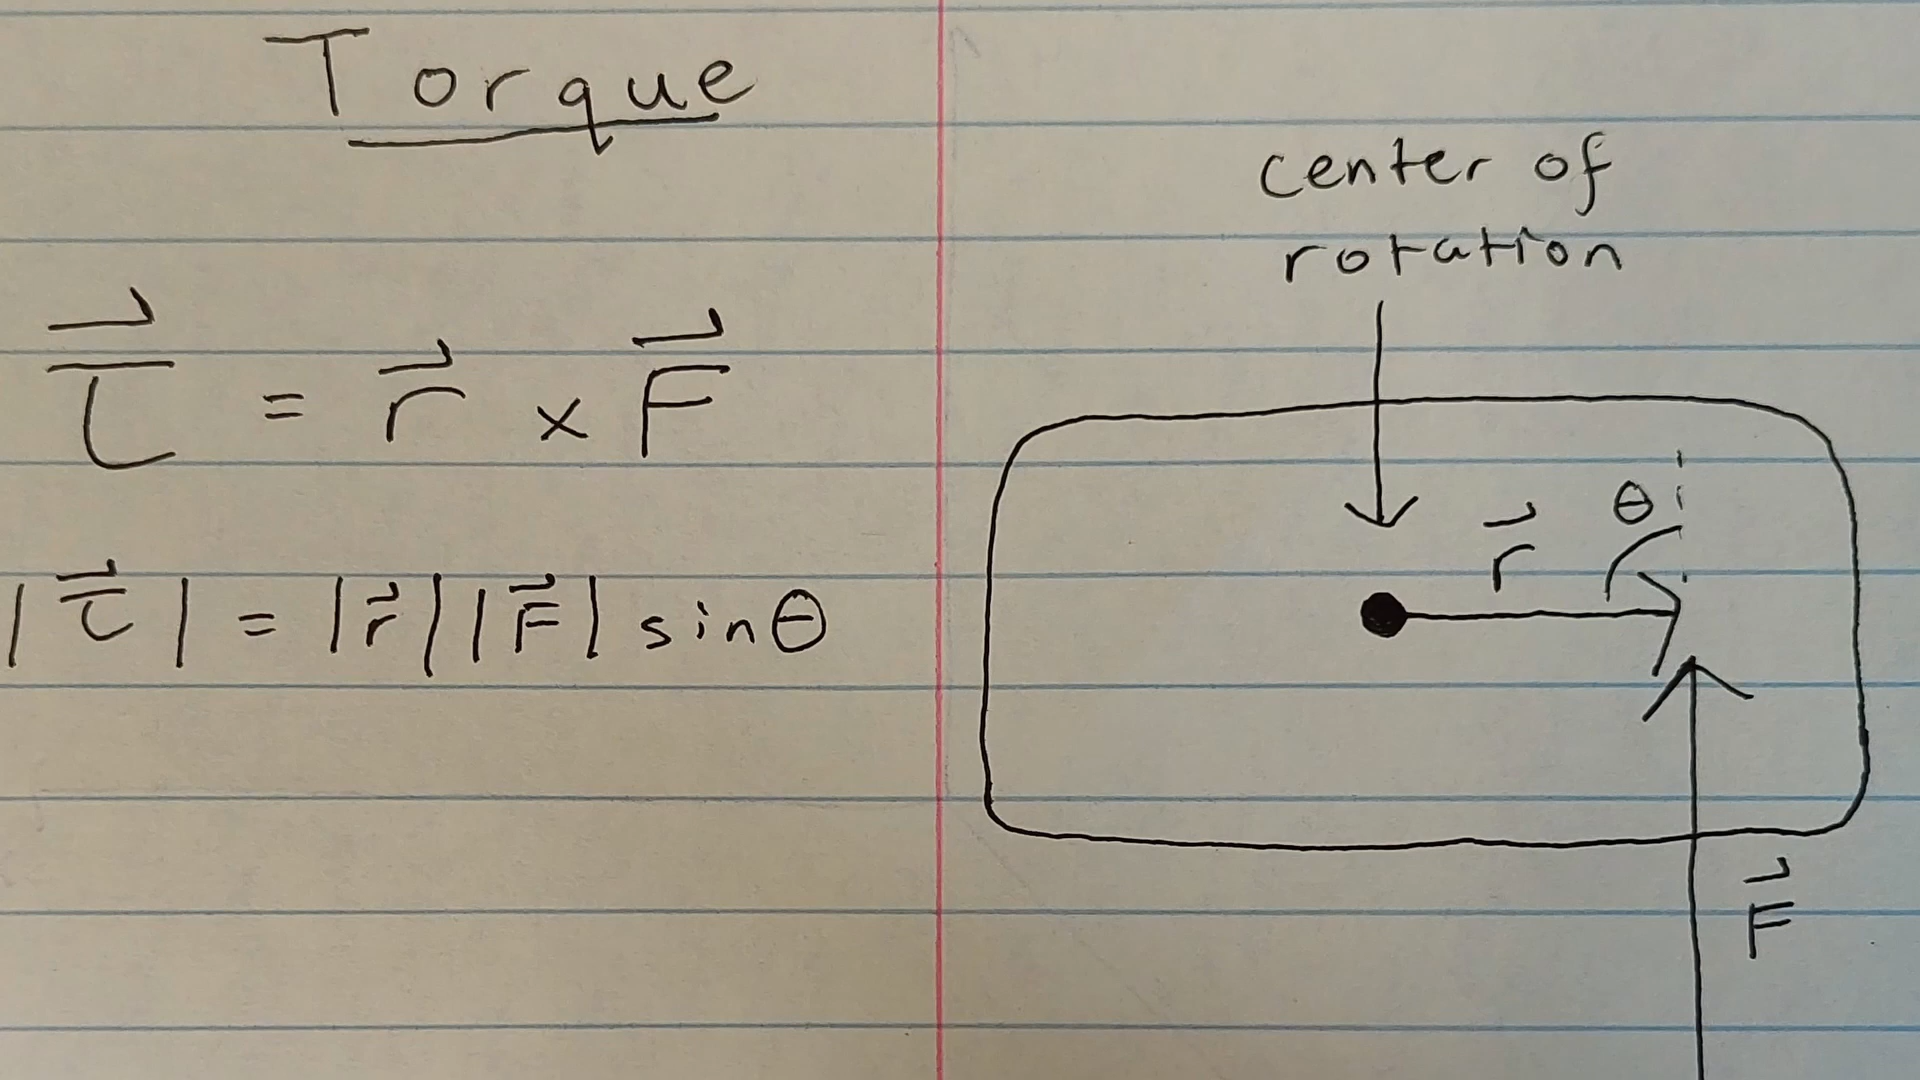 Torque
τ⃗ = r⃗ × F⃗
|τ⃗| = |r⃗||F⃗| sinθ
center of
rotation
θ
r⃗
F⃗